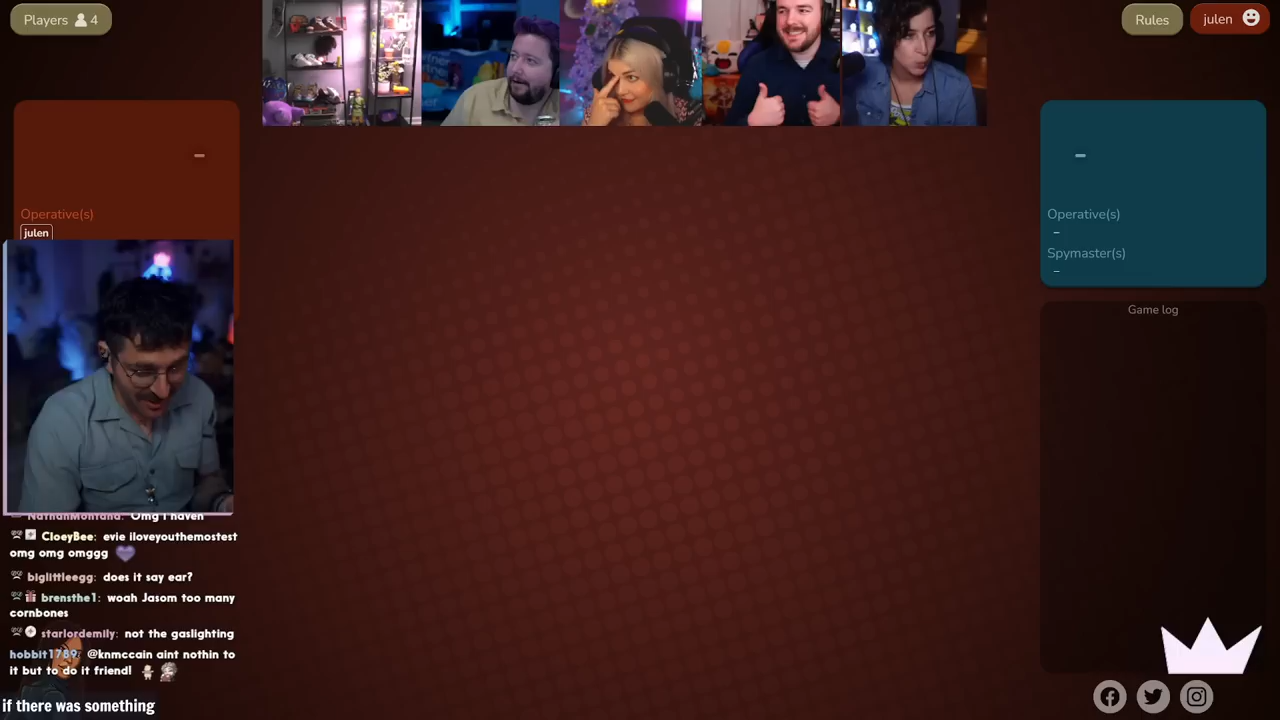 Players 4
Rules
julen
–
Operative(s)
julen
–
Operative(s)
–
Spymaster(s)
–
Game log
NathanMontana: Omg I haven
CloeyBee: evie iloveyouthemostest
omg omg omggg
biglittleegg: does it say ear?
brensthe1: woah Jasom too many
cornbones
starlordemily: not the gaslighting
hobbit1789: @knmccain aint nothin to
it but to do it friend!
if there was something